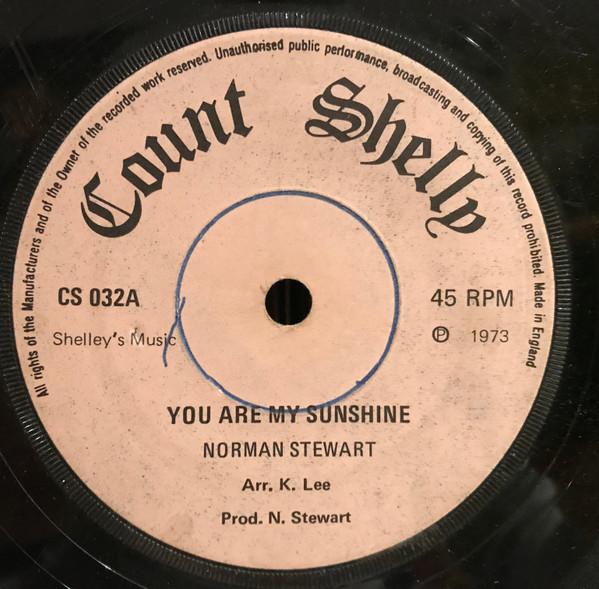 All rights of the Manufacturers and of the Owner of the recorded work reserved. Unauthorised public performance, broadcasting and copying of this record prohibited. Made in England
Count Shelly
CS 032A
45 RPM
Shelley's Music
Ⓟ 1973
YOU ARE MY SUNSHINE
NORMAN STEWART
Arr. K. Lee
Prod. N. Stewart